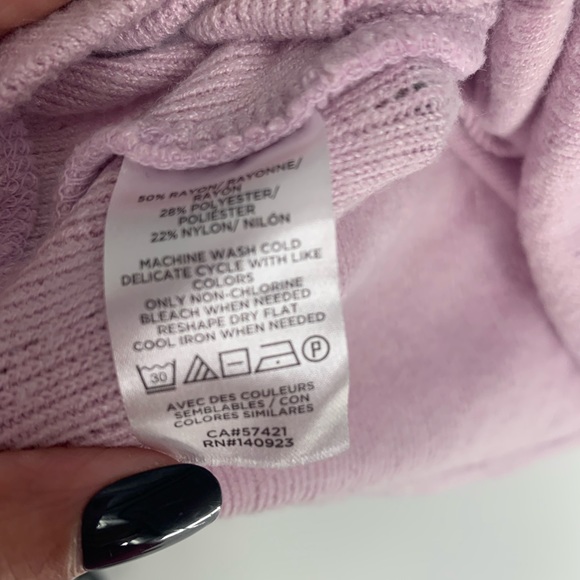 50% RAYON/ RAYONNE/
RAYÓN
28% POLYESTER/
POLIÉSTER
22% NYLON/ NILÓN
MACHINE WASH COLD
DELICATE CYCLE WITH LIKE
COLORS
ONLY NON-CHLORINE
BLEACH WHEN NEEDED
RESHAPE DRY FLAT
COOL IRON WHEN NEEDED
30 P
AVEC DES COULEURS
SEMBLABLES / CON
COLORES SIMILARES
CA#57421
RN#140923